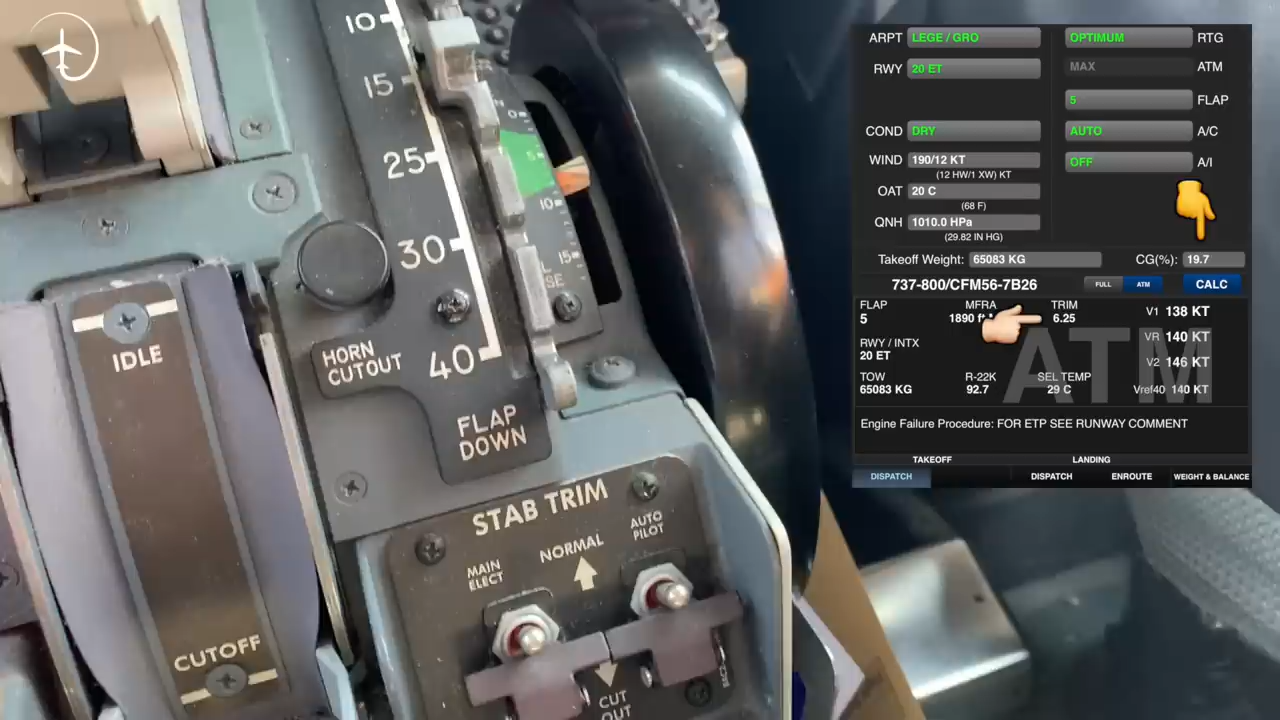 10
15
25
30
40
0
5
10
15
IDLE
HORN
CUTOUT
FLAP
DOWN
CUTOFF
STAB TRIM
MAIN
ELECT
NORMAL
AUTO
PILOT
CUT
OUT
ARPT LEGE / GRO OPTIMUM RTG
RWY 20 ET MAX ATM
5 FLAP
COND DRY AUTO A/C
WIND 190/12 KT OFF A/I
(12 HW/1 XW) KT
OAT 20 C
(68 F)
QNH 1010.0 HPa
(29.82 IN HG)
Takeoff Weight: 65083 KG CG(%): 19.7
737-800/CFM56-7B26 FULL ATM CALC
FLAP MFRA TRIM V1 138 KT
5 1890 ft 6.25
RWY / INTX VR 140 KT
20 ET
V2 146 KT
TOW R-22K SEL TEMP
65083 KG 92.7 29 C Vref40 140 KT
ATM
Engine Failure Procedure: FOR ETP SEE RUNWAY COMMENT
TAKEOFF LANDING
DISPATCH DISPATCH ENROUTE WEIGHT & BALANCE